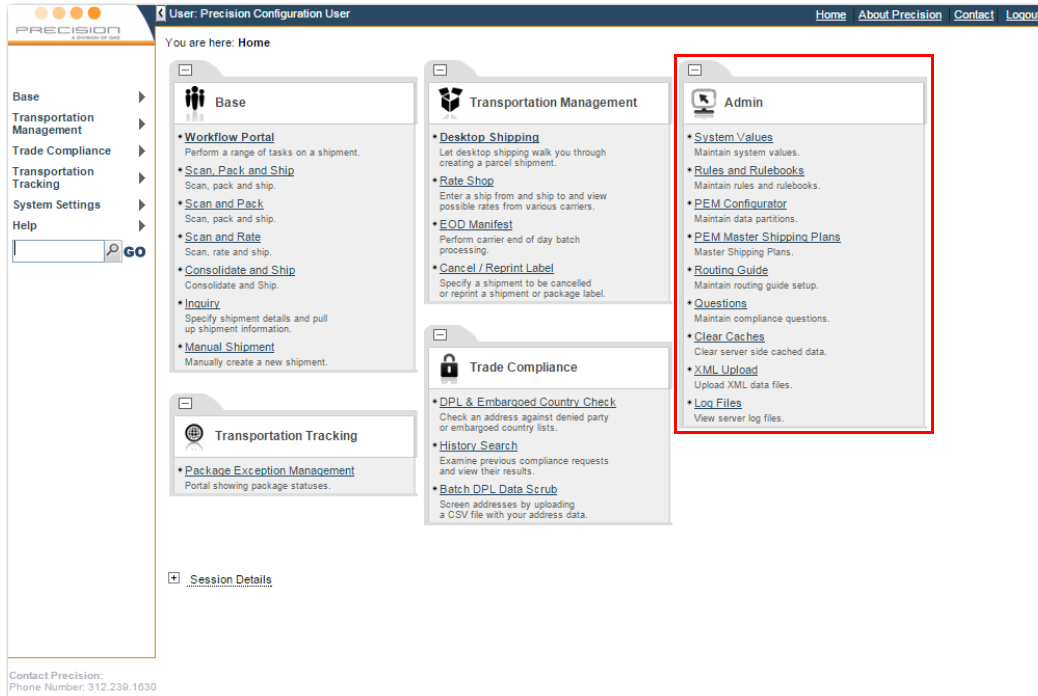 PRECISION
A DIVISION OF QAD
User: Precision Configuration User
Home About Precision Contact Logout
You are here: Home
Base
Transportation
Management
Trade Compliance
Transportation
Tracking
System Settings
Help
GO
Base
Workflow Portal
Perform a range of tasks on a shipment.
Scan, Pack and Ship
Scan, pack and ship.
Scan and Pack
Scan, pack and ship.
Scan and Rate
Scan, rate and ship.
Consolidate and Ship
Consolidate and Ship.
Inquiry
Specify shipment details and pull
up shipment information.
Manual Shipment
Manually create a new shipment.
Transportation Tracking
Package Exception Management
Portal showing package statuses.
Transportation Management
Desktop Shipping
Let desktop shipping walk you through
creating a parcel shipment.
Rate Shop
Enter a ship from and ship to and view
possible rates from various carriers.
EOD Manifest
Perform carrier end of day batch
processing.
Cancel / Reprint Label
Specify a shipment to be cancelled
or reprint a shipment or package label.
Trade Compliance
DPL & Embargoed Country Check
Check an address against denied party
or embargoed country lists.
History Search
Examine previous compliance requests
and view their results.
Batch DPL Data Scrub
Screen addresses by uploading
a CSV file with your address data.
Admin
System Values
Maintain system values.
Rules and Rulebooks
Maintain rules and rulebooks.
PEM Configurator
Maintain data partitions.
PEM Master Shipping Plans
Master Shipping Plans.
Routing Guide
Maintain routing guide setup.
Questions
Maintain compliance questions.
Clear Caches
Clear server side cached data.
XML Upload
Upload XML data files.
Log Files
View server log files.
Session Details
Contact Precision:
Phone Number: 312.239.1630